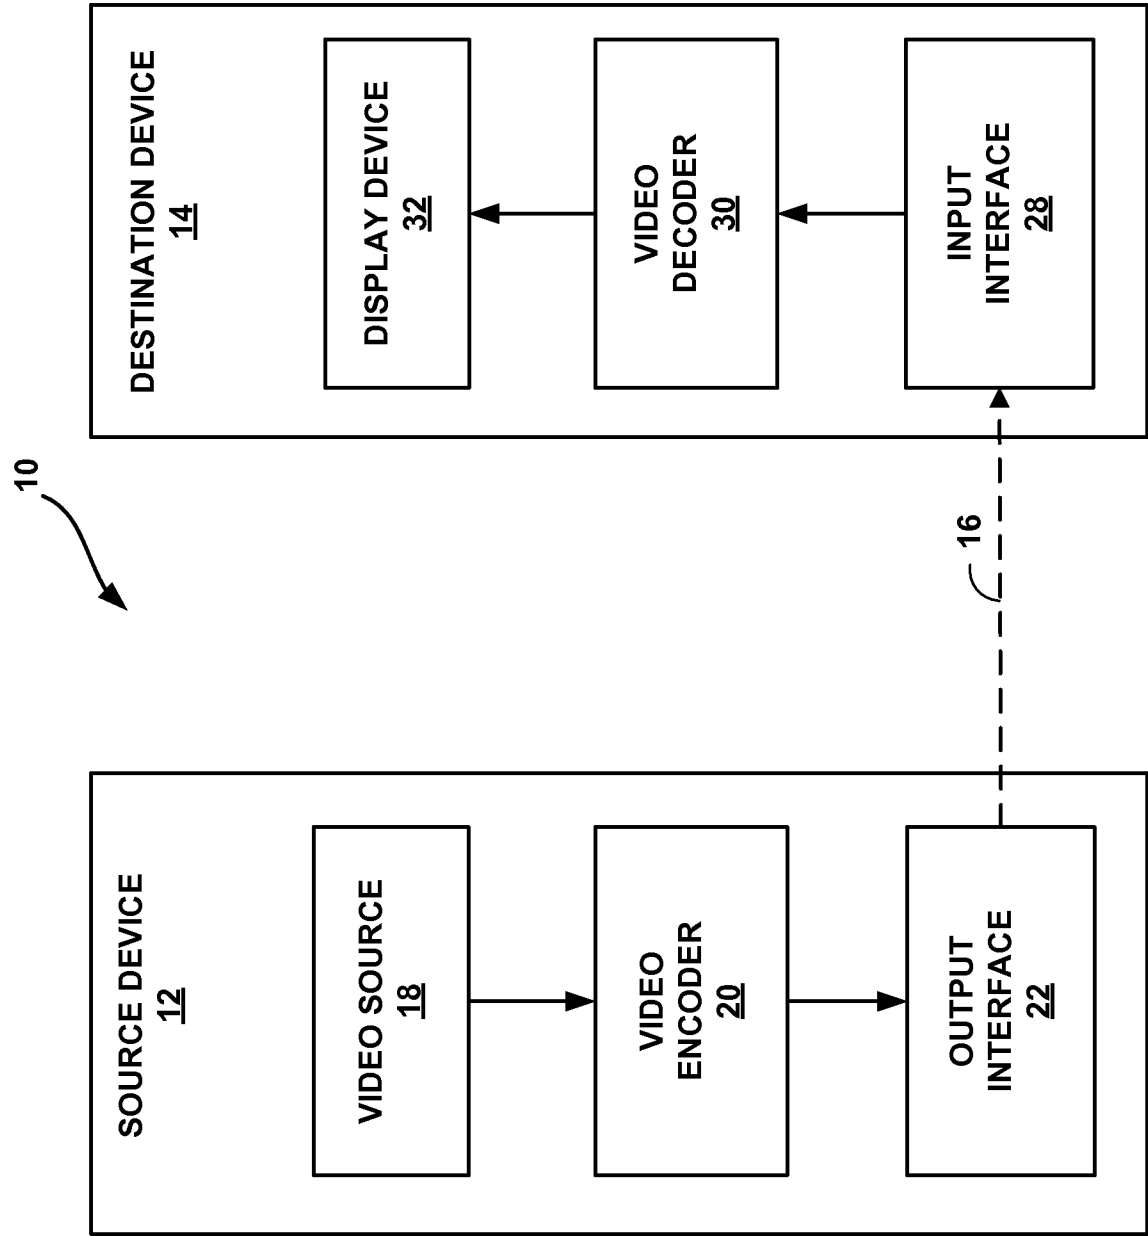 10
SOURCE DEVICE
12
VIDEO SOURCE
18
VIDEO
ENCODER
20
OUTPUT
INTERFACE
22
16
DESTINATION DEVICE
14
DISPLAY DEVICE
32
VIDEO
DECODER
30
INPUT
INTERFACE
28